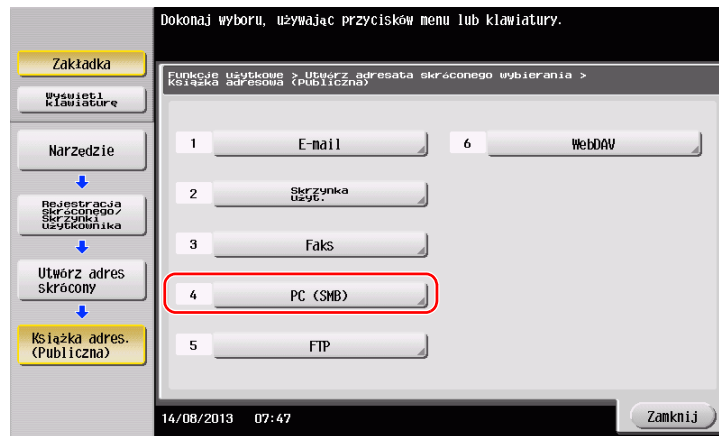 Dokonaj wyboru, używając przycisków menu lub klawiatury.
Zakładka
Wyświetl
klawiaturę
Narzędzie
Rejestracja
skróconego/
Skrzynki
użytkownika
Utwórz adres
skrócony
Książka adres.
(Publiczna)
Funkcje użytkowe > Utwórz adresata skróconego wybierania >
Książka adresowa (Publiczna)
1 E-mail
2 Skrzynka
użyt.
3 Faks
4 PC (SMB)
5 FTP
6 WebDAV
14/08/2013 07:47
Zamknij